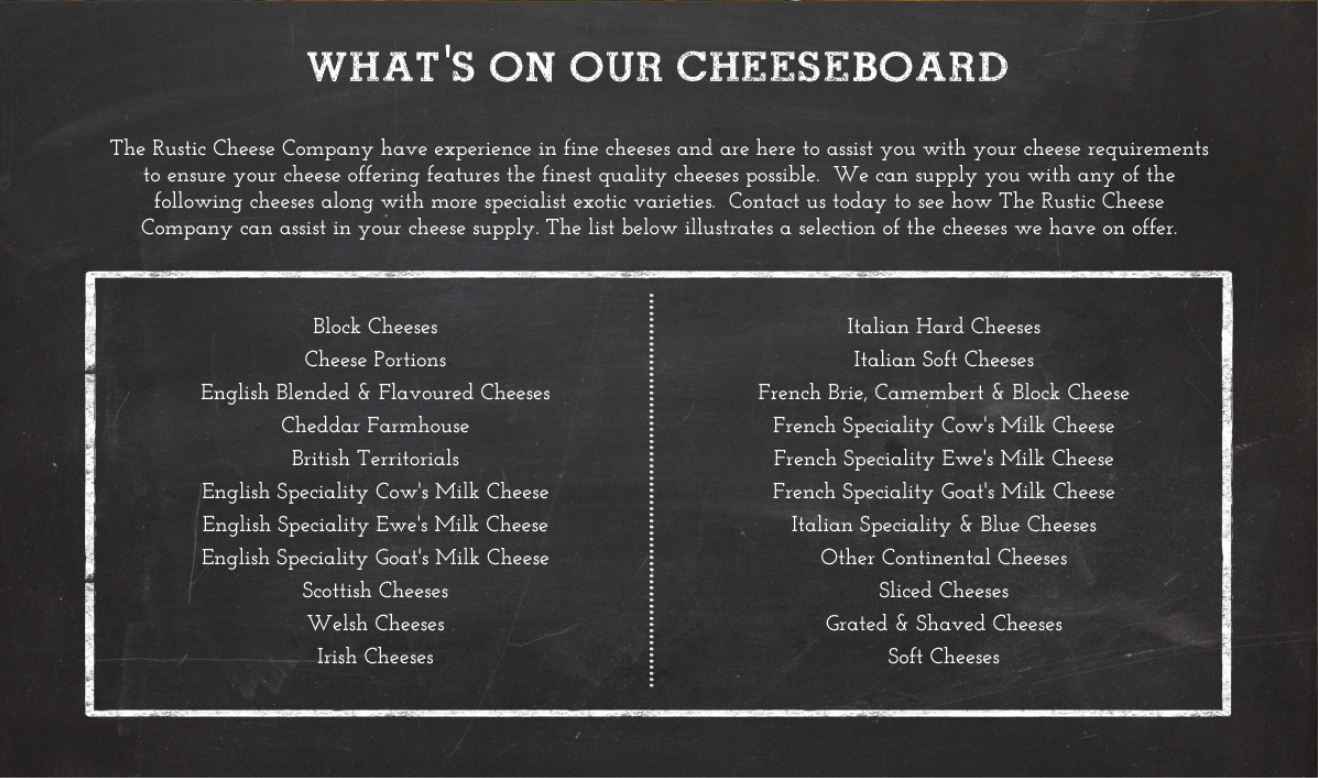 WHAT'S ON OUR CHEESEBOARD
The Rustic Cheese Company have experience in fine cheeses and are here to assist you with your cheese requirements
to ensure your cheese offering features the finest quality cheeses possible.  We can supply you with any of the
following cheeses along with more specialist exotic varieties.  Contact us today to see how The Rustic Cheese
Company can assist in your cheese supply. The list below illustrates a selection of the cheeses we have on offer.
Block Cheeses
Cheese Portions
English Blended & Flavoured Cheeses
Cheddar Farmhouse
British Territorials
English Speciality Cow's Milk Cheese
English Speciality Ewe's Milk Cheese
English Speciality Goat's Milk Cheese
Scottish Cheeses
Welsh Cheeses
Irish Cheeses
Italian Hard Cheeses
Italian Soft Cheeses
French Brie, Camembert & Block Cheese
French Speciality Cow's Milk Cheese
French Speciality Ewe's Milk Cheese
French Speciality Goat's Milk Cheese
Italian Speciality & Blue Cheeses
Other Continental Cheeses
Sliced Cheeses
Grated & Shaved Cheeses
Soft Cheeses